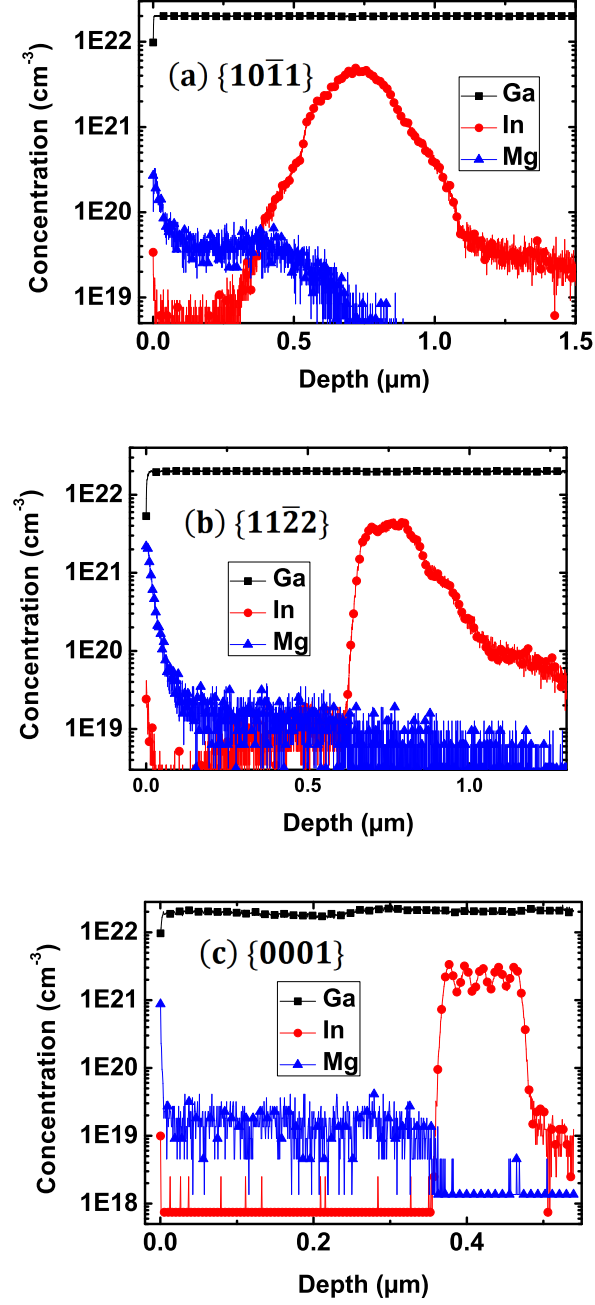 1E22
1E21
1E20
1E19
Concentration (cm⁻³)
(a) {101̅1}
Ga
In
Mg
0.0 0.5 1.0 1.5
Depth (µm)
1E22
1E21
1E20
1E19
Concentration (cm⁻³)
(b) {112̅2}
Ga
In
Mg
0.0 0.5 1.0
Depth (µm)
1E22
1E21
1E20
1E19
1E18
Concentration (cm⁻³)
(c) {0001}
Ga
In
Mg
0.0 0.2 0.4
Depth (µm)